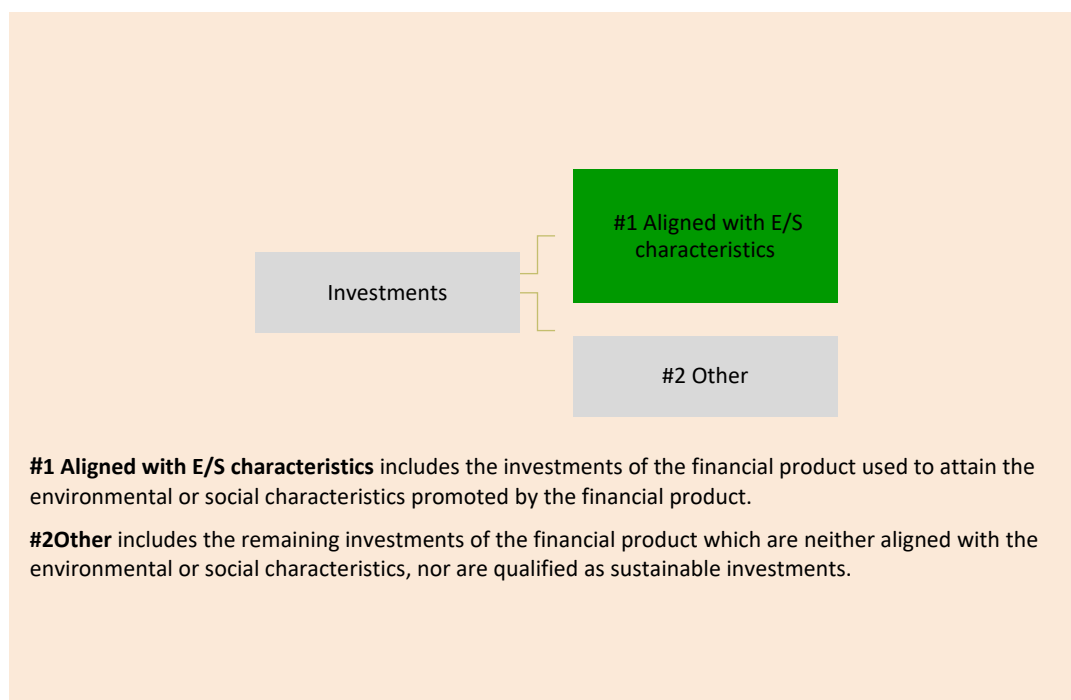 #1 Aligned with E/S
characteristics
Investments
#2 Other
#1 Aligned with E/S characteristics includes the investments of the financial product used to attain the
environmental or social characteristics promoted by the financial product.
#2Other includes the remaining investments of the financial product which are neither aligned with the
environmental or social characteristics, nor are qualified as sustainable investments.